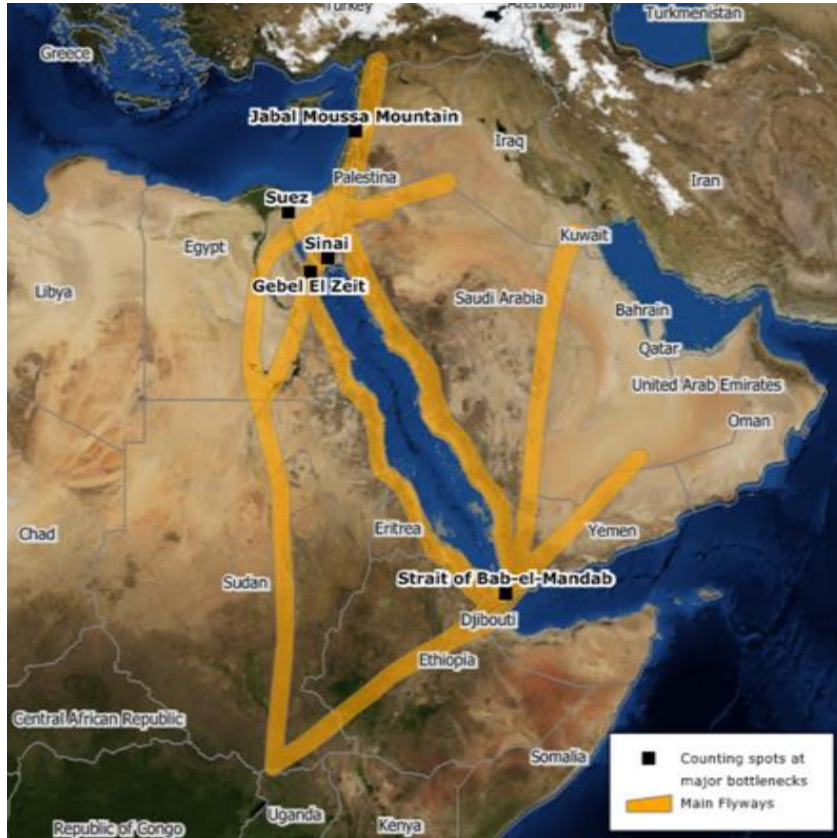 Turkey
Azerbaijan
Turkmenistan
Greece
Jabal Moussa Mountain
Iraq
Iran
Palestina
Suez
Egypt
Sinai
Kuwait
Gebel El Zeit
Libya
Saudi Arabia
Bahrain
Qatar
United Arab Emirates
Oman
Chad
Eritrea
Yemen
Sudan
Strait of Bab-el-Mandab
Djibouti
Ethiopia
Central African Republic
Somalia
Uganda
Kenya
Republic of Congo
Counting spots at
major bottlenecks
Main Flyways